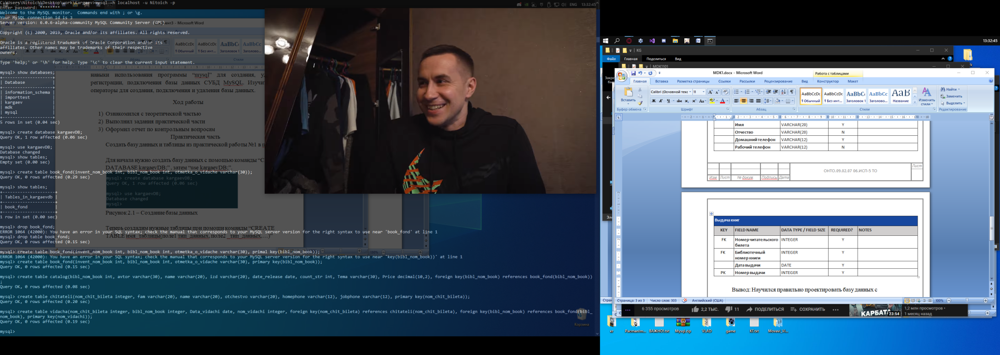 C:\Users\Nitoich\Desktop\work\Kargaev>mysql -h localhost -u Nitoich -p
Enter password: ********
Welcome to the MySQL monitor.  Commands end with ; or \g.
Your MySQL connection id is 3
Server version: 6.0.6-alpha-community MySQL Community Server (GPL)
Copyright (c) 2000, 2019, Oracle and/or its affiliates. All rights reserved.
Oracle is a registered trademark of Oracle Corporation and/or its
affiliates. Other names may be trademarks of their respective
owners.
Type 'help;' or '\h' for help. Type '\c' to clear the current input statement.
mysql> show databases;
+--------------------+
| Database           |
+--------------------+
| information_schema |
| importtest         |
| kargaev            |
| mdk                |
| mysql              |
+--------------------+
5 rows in set (0.04 sec)
mysql> create database kargaevDB;
Query OK, 1 row affected (0.06 sec)
mysql> use kargaevDB;
Database changed
mysql> show tables;
Empty set (0.00 sec)
mysql> create table book_fond(invent_nom_book int, bibl_nom_book int, otmetka_o_vidache varchar(30));
Query OK, 0 rows affected (0.29 sec)
mysql> show tables;
+---------------------+
| Tables_in_kargaevdb |
+---------------------+
| book_fond           |
+---------------------+
1 row in set (0.00 sec)
mysql> drop book_fond;
ERROR 1064 (42000): You have an error in your SQL syntax; check the manual that corresponds to your MySQL server version for the right syntax to use near 'book_fond' at line 1
mysql> drop table book_fond;
Query OK, 0 rows affected (0.15 sec)
mysql> create table book_fond(invent_nom_book int, bibl_nom_book int, otmetka_o_vidache varchar(30), primal key(bibl_nom_book));
ERROR 1064 (42000): You have an error in your SQL syntax; check the manual that corresponds to your MySQL server version for the right syntax to use near 'key(bibl_nom_book))' at line 1
mysql> create table book_fond(invent_nom_book int, bibl_nom_book int, otmetka_o_vidache varchar(30), primary key(bibl_nom_book));
Query OK, 0 rows affected (0.15 sec)
mysql> create table catalog(bibl_nom_book int, avtor varchar(30), name varchar(20), izd varchar(20), date_release date, count_str int, Tema varchar(30), Price decimal(10,2), foreign key(bibl_nom_book) references book_fond(bibl_nom_book))
;
Query OK, 0 rows affected (0.08 sec)
mysql> create table chitateli(nom_chit_bileta integer, fam varchar(20), name varchar(20), otchestvo varchar(20), homephone varchar(12), jobphone varchar(12), primary key(nom_chit_bileta));
Query OK, 0 rows affected (0.20 sec)
mysql> create table vidacha(nom_chit_bileta integer, bibl_nom_book integer, Data_vidachi date, nom_vidachi integer, foreign key(nom_chit_bileta) references chitateli(nom_chit_bileta), foreign key(bibl_nom_book) references book_fond(bibl_
nom_book), primary key(nom_vidachi));
Query OK, 0 rows affected (0.19 sec)
mysql>
- Microsoft Word
AaBbCcDc AaBbCcDc AaBbC AaBbCc
¶ Обычный ¶ Без инт... Заголовок 1 Заголово...
Шрифт Абзац Стили
навыки использования программы “mysql” для создания, уд
регистрации, подключения базы данных СУБД MySQL. Изучит
операторы для создания, подключения и удаления базы данных.
Ход работы
1) Ознакомился с теоретической частью
2) Выполнил задания практической части
3) Оформил отчет по контрольным вопросам
Практическая часть
Создать базу данных и таблицы из практической работы №1 в
Для начала нужно создать базу данных с помощью команды “C
DATABASE kargaevDB;” , затем “use kargaevDB;”.
mysql> create database kargaevDB;
Query OK, 1 row affected (0.06 sec)
mysql> use kargaevDB;
Database changed
mysql>
Рисунок 2.1 – Создание базы данных
Теперь создадим нужные таблицы при помощи команды “CREATE
TABLE имя_таблицы(поле1 тип_данных, поле2 тип_данных,…)”
ENG 13:32:45
Корзина
13:32:45
KG
Файл Главная Поделиться Вид
MDK1101
MDK1.docx - Microsoft Word
Работа с таблицами
Главная Вставка Разметка страницы Ссылки Рассылки Рецензирование Вид Конструктор Макет
Вставить
Calibri (Основной текс 11
AaBbCcDc AaBbCcDc AaBbC AaBbCc AaB
¶ Обычный ¶ Без инт... Заголовок 1 Заголово... Название
Изменить стили
Найти
Заменить
Выделить
Буфер обмена Шрифт Абзац Стили Редактирование
Имя VARCHAR(20) Y
Отчество VARCHAR(20) N
Домашний телефон VARCHAR(12) Y
Рабочий телефон VARCHAR(12) N
ОНТО.09.02.07 06.ИСП-5 ТО
Лист
Изм. Лист № докум. Подпись Дата
Выдача книг
KEY FIELD NAME DATA TYPE / FIELD SIZE REQUIRED? NOTES
FK Номер читательского билета INTEGER Y
FK Библиотечный номер книги INTEGER Y
Дата выдачи DATE Y
PK Номер выдачи INTEGER Y
Вывод: Научился правильно проектировать базу данных с
Страница: 3 из 3 Число слов: 303 Английский (США) 100%
6 355 просмотров 2,2 ТЫС. 11 ПОДЕЛИТЬСЯ СОХРАНИТЬ
КАРБАТ 23:54
1,2 млн просмотров •
1 месяц назад
кг PacmanIm... ВАЖНО!.txt Mysql.zip VLAD game КГ.txt Movavi_Vi...